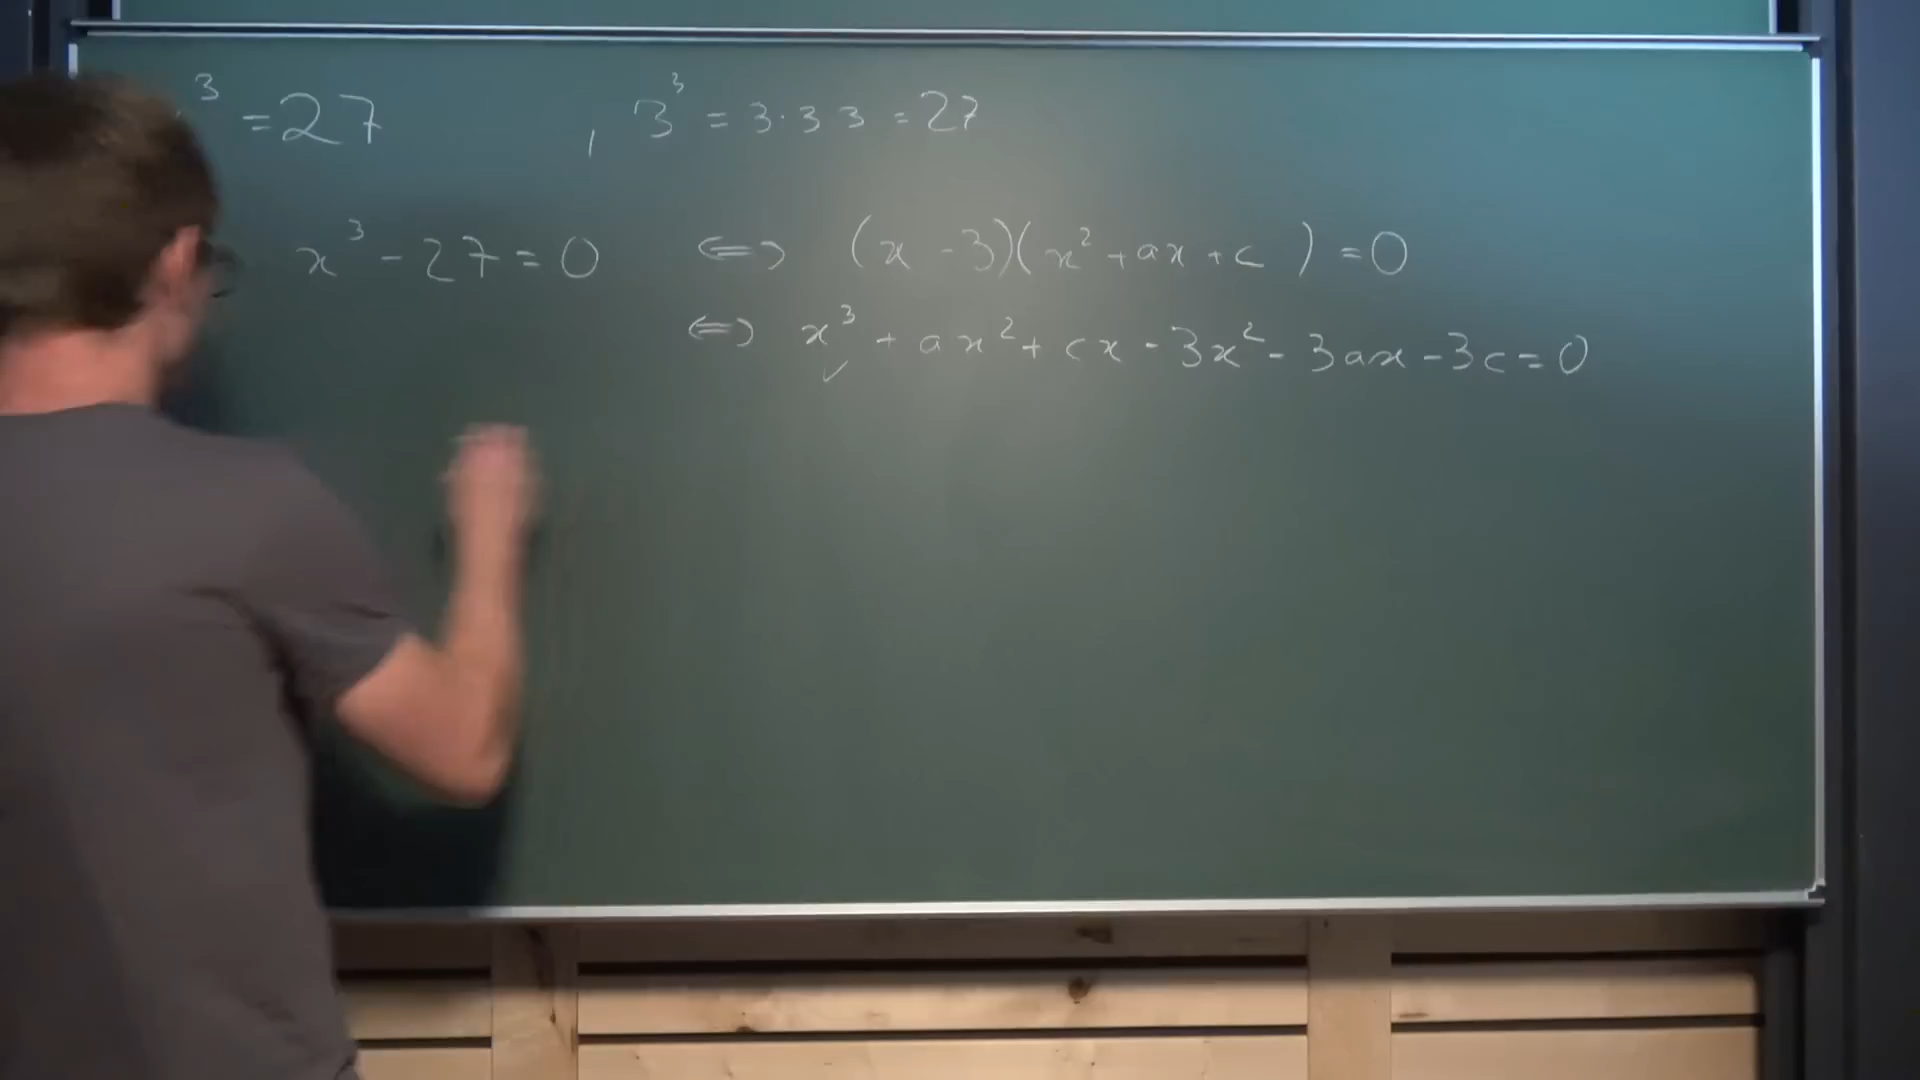 ³ = 27 , 3³ = 3·3 3 = 27
x³ - 27 = 0 ⇔ (x - 3)(x² + ax + c ) = 0
⇔ x³ + ax² + cx - 3x² - 3ax - 3c = 0
✓